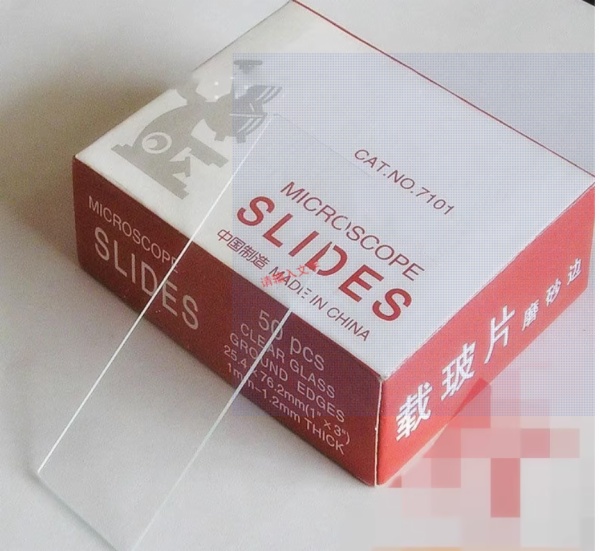 CAT.NO.7101
MICROSCOPE
SLIDES
中国制造 MADE IN CHINA
MICROSCOPE
SLIDES
50 pcs
CLEAR GLASS
GROUND EDGES
25.4 X 76.2mm(1" X 3")
1mm - 1.2mm THICK
载玻片 磨砂边